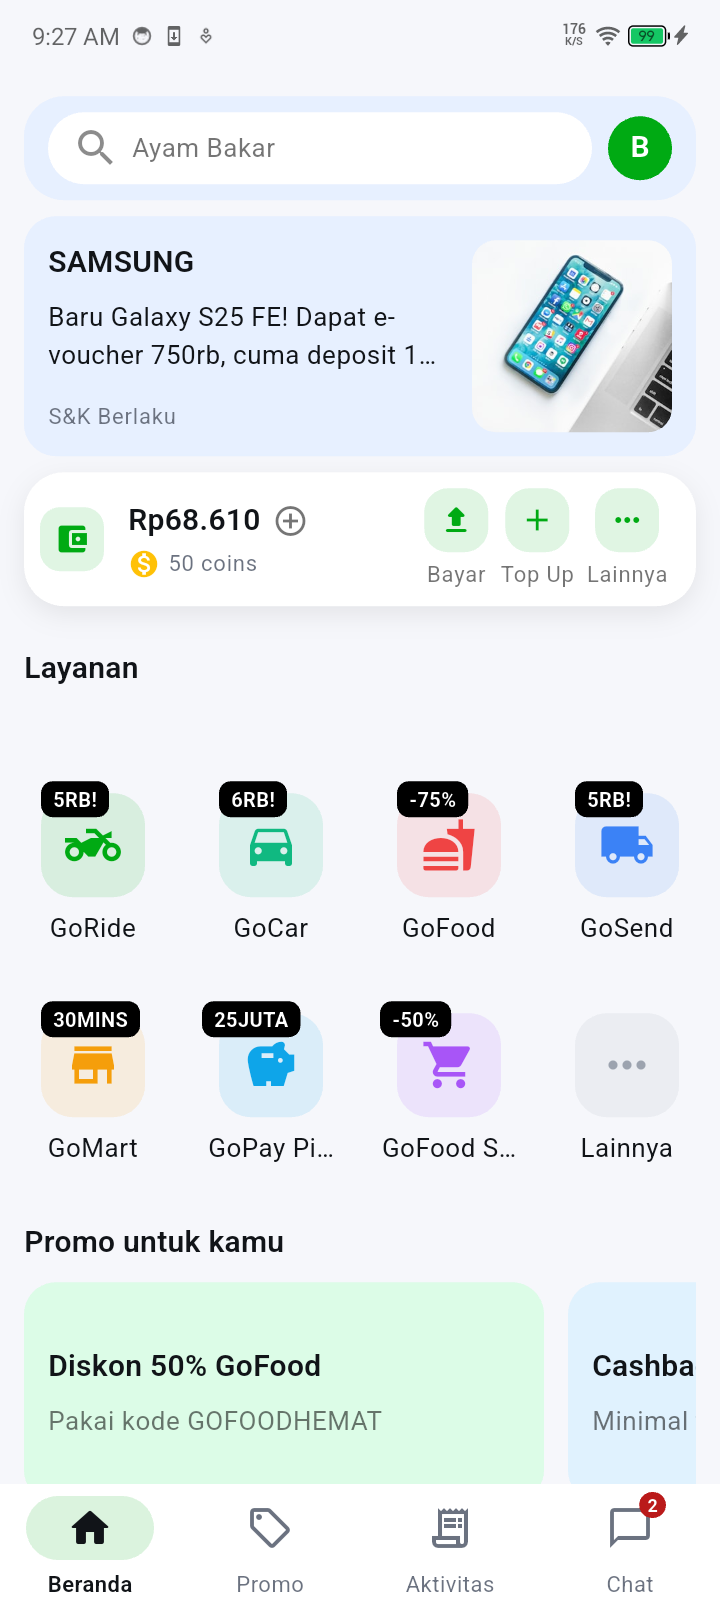 9:27 AM
176
K/S
99
Ayam Bakar
B
SAMSUNG
Baru Galaxy S25 FE! Dapat e-
voucher 750rb, cuma deposit 1…
S&K Berlaku
Rp68.610
50 coins
Bayar
Top Up
Lainnya
Layanan
5RB!
6RB!
-75%
5RB!
GoRide
GoCar
GoFood
GoSend
30MINS
25JUTA
-50%
GoMart
GoPay Pi…
GoFood S…
Lainnya
Promo untuk kamu
Diskon 50% GoFood
Cashba
Pakai kode GOFOODHEMAT
Minimal
2
Beranda
Promo
Aktivitas
Chat